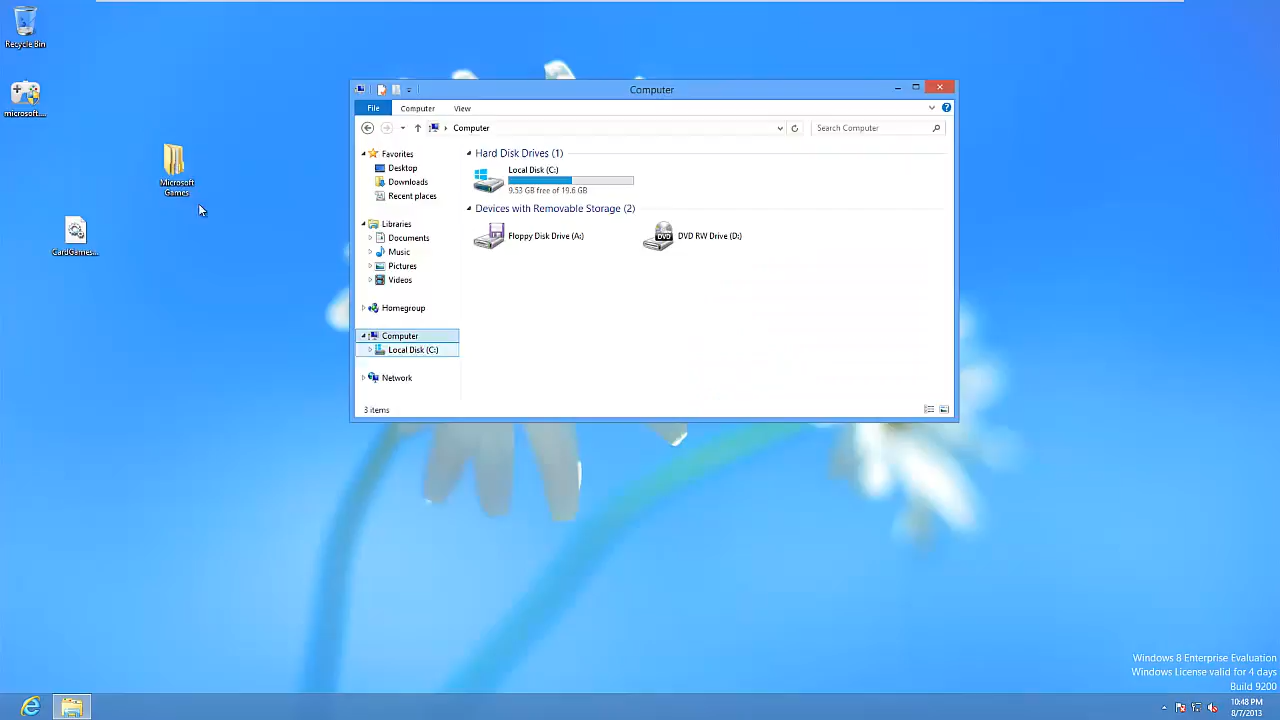 Recycle Bin
microsoft....
Microsoft
Games
CardGames...
Computer
File
Computer
View
Computer
Search Computer
Favorites
Desktop
Downloads
Recent places
Libraries
Documents
Music
Pictures
Videos
Homegroup
Computer
Local Disk (C:)
Network
Hard Disk Drives (1)
Local Disk (C:)
9.53 GB free of 19.6 GB
Devices with Removable Storage (2)
Floppy Disk Drive (A:)
DVD
DVD RW Drive (D:)
3 items
Windows 8 Enterprise Evaluation
Windows License valid for 4 days
Build 9200
10:48 PM
8/7/2013